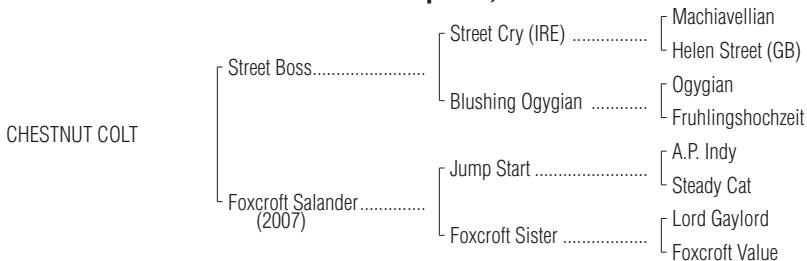 Machiavellian
Street Cry (IRE) ................
Helen Street (GB)
Street Boss........................
Ogygian
Blushing Ogygian ............
Fruhlingshochzeit
CHESTNUT COLT
A.P. Indy
Jump Start ........................
Steady Cat
Foxcroft Salander..............
(2007)
Lord Gaylord
Foxcroft Sister ..................
Foxcroft Value